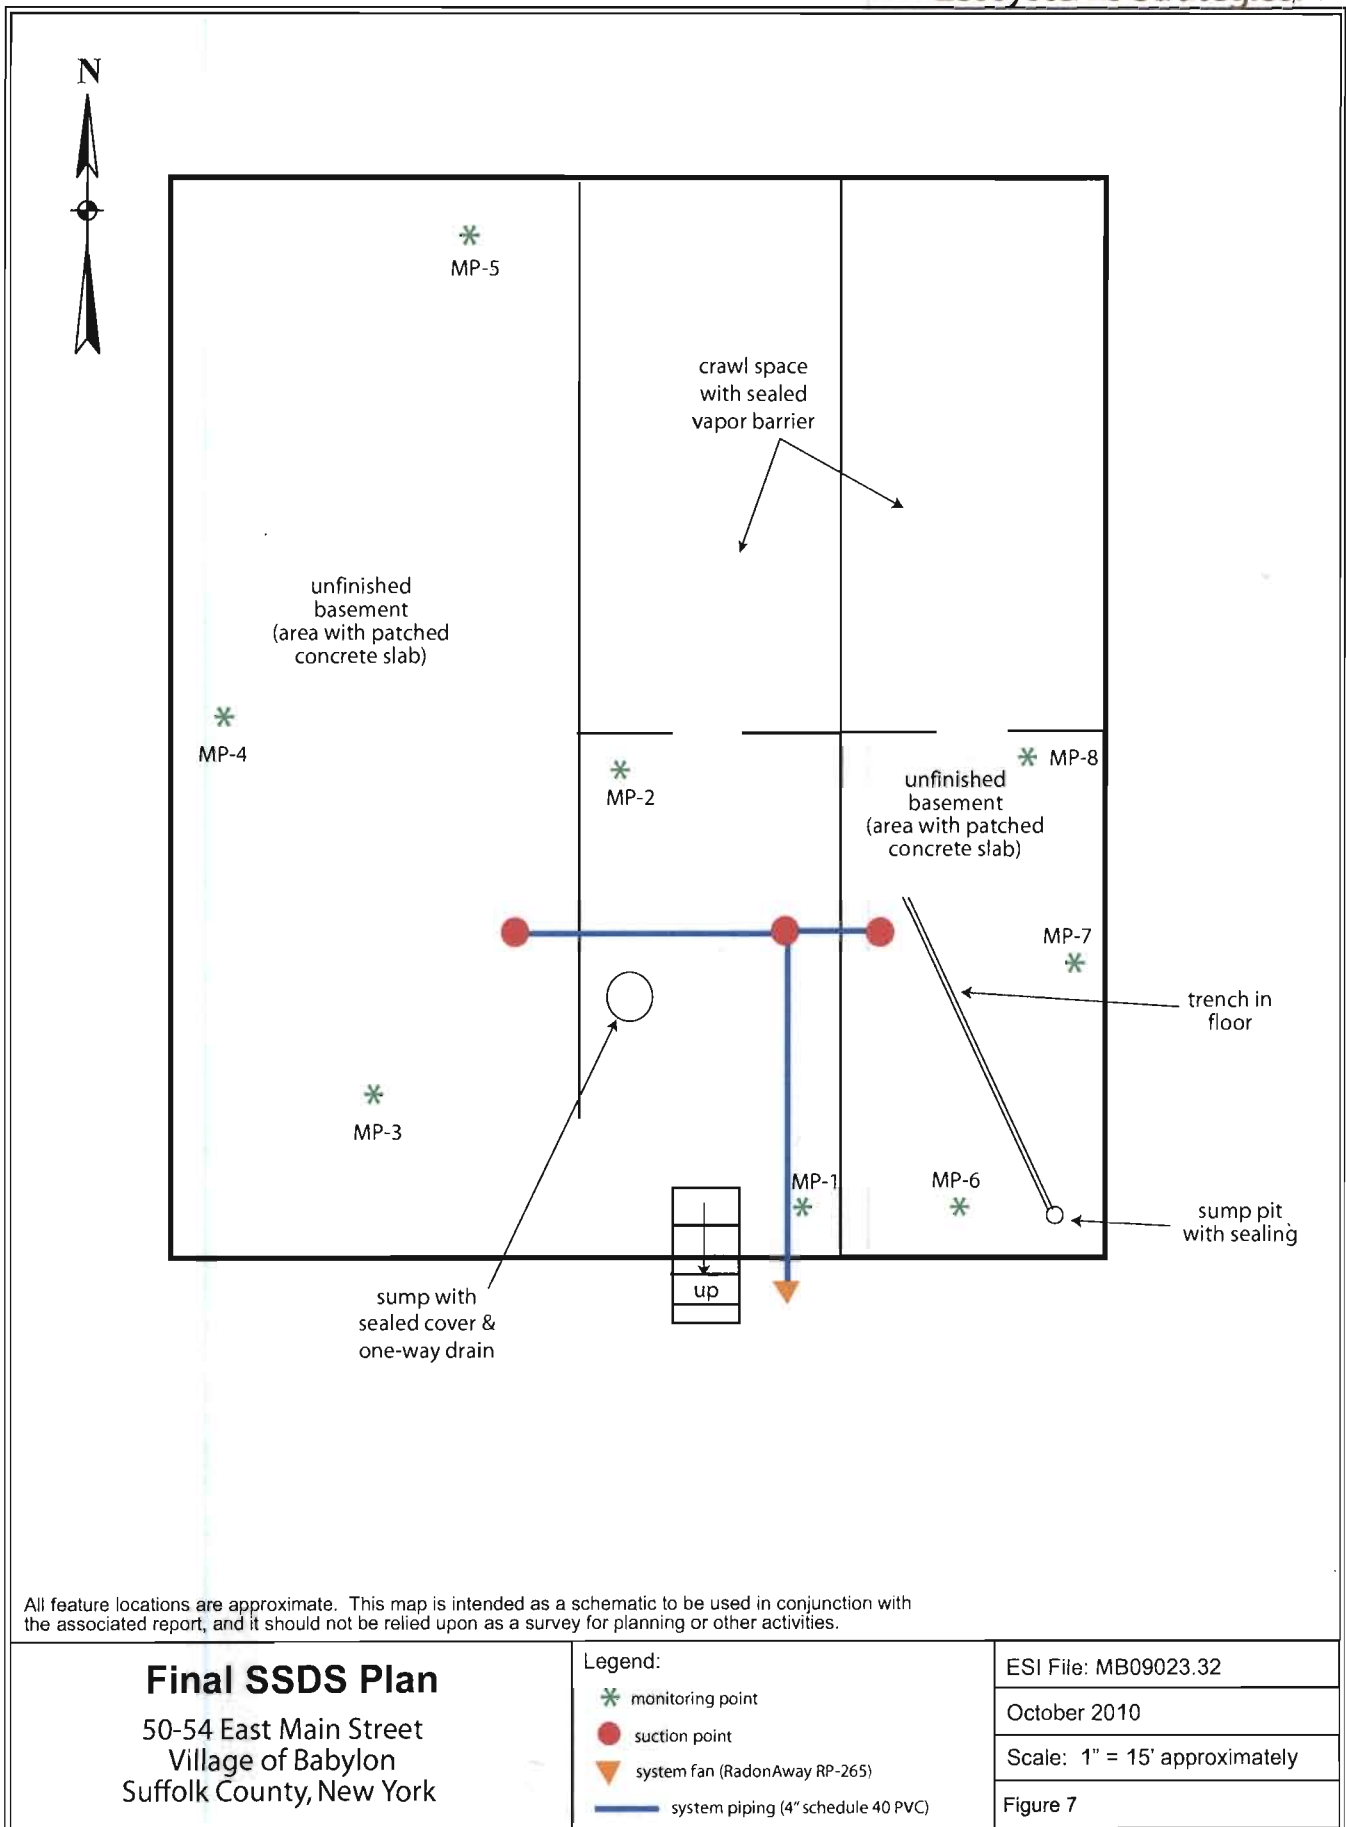 N
MP-5
crawl space
with sealed
vapor barrier
unfinished
basement
(area with patched
concrete slab)
MP-4
MP-2
MP-8
unfinished
basement
(area with patched
concrete slab)
MP-7
trench in
floor
MP-3
MP-1
MP-6
sump pit
with sealing
up
sump with
sealed cover &
one-way drain
All feature locations are approximate. This map is intended as a schematic to be used in conjunction with
the associated report, and it should not be relied upon as a survey for planning or other activities.
Final SSDS Plan
50-54 East Main Street
Village of Babylon
Suffolk County, New York
Legend:
monitoring point
suction point
system fan (RadonAway RP-265)
system piping (4" schedule 40 PVC)
ESI File: MB09023.32
October 2010
Scale: 1" = 15' approximately
Figure 7